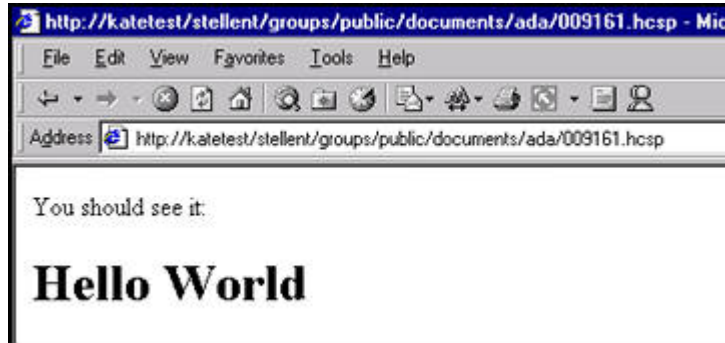 http://katetest/stellent/groups/public/documents/ada/009161.hcsp - Mic
File Edit View Favorites Tools Help
Address http://katetest/stellent/groups/public/documents/ada/009161.hcsp
You should see it:
Hello World